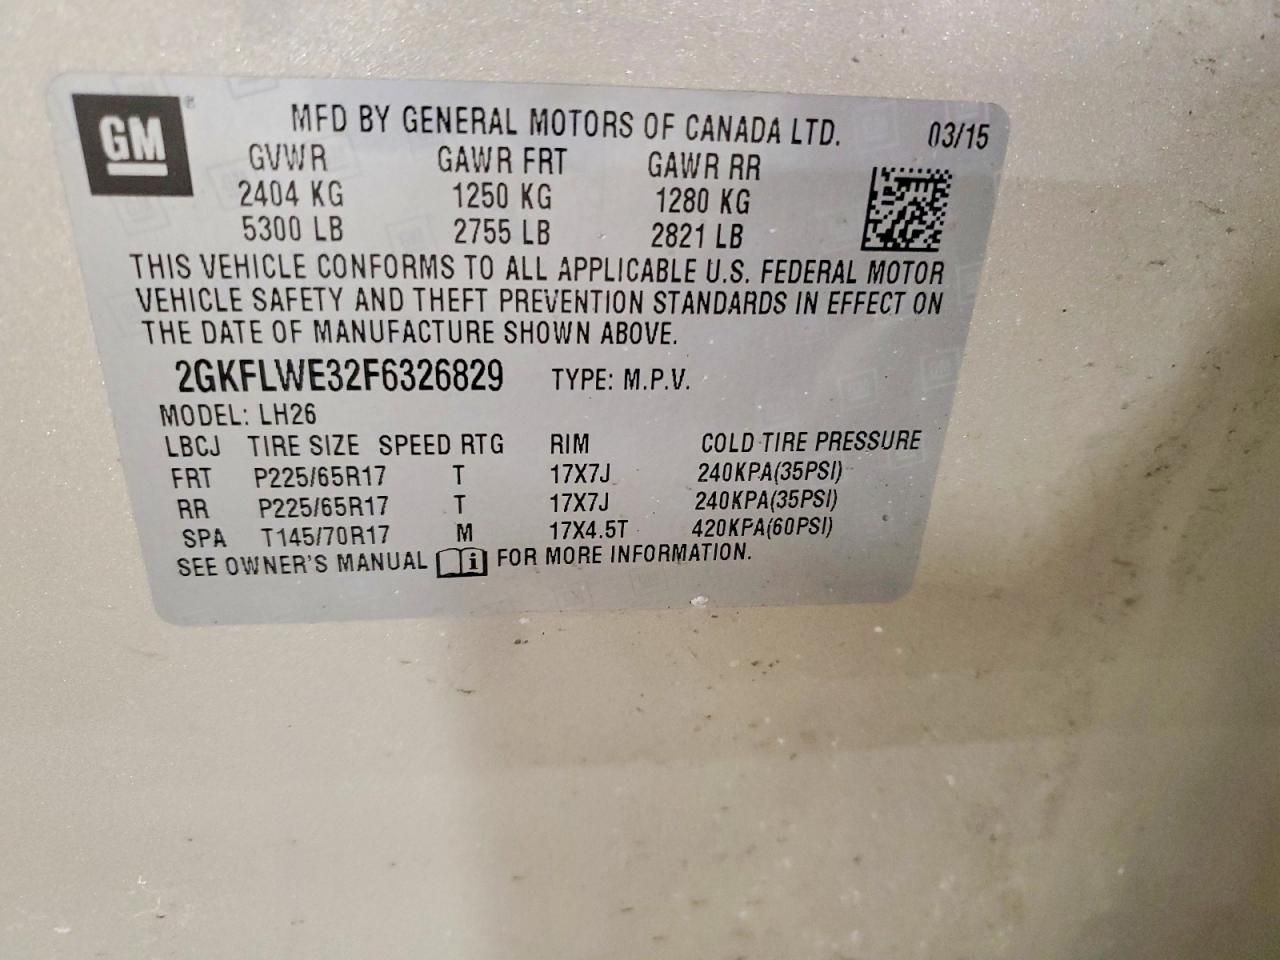 GM®
MFD BY GENERAL MOTORS OF CANADA LTD. 03/15
GVWR GAWR FRT GAWR RR
2404 KG 1250 KG 1280 KG
5300 LB 2755 LB 2821 LB
THIS VEHICLE CONFORMS TO ALL APPLICABLE U.S. FEDERAL MOTOR
VEHICLE SAFETY AND THEFT PREVENTION STANDARDS IN EFFECT ON
THE DATE OF MANUFACTURE SHOWN ABOVE.
2GKFLWE32F6326829 TYPE: M.P.V.
MODEL: LH26
LBCJ TIRE SIZE SPEED RTG RIM COLD TIRE PRESSURE
FRT P225/65R17 T 17X7J 240KPA(35PSI)
RR P225/65R17 T 17X7J 240KPA(35PSI)
SPA T145/70R17 M 17X4.5T 420KPA(60PSI)
SEE OWNER'S MANUAL i FOR MORE INFORMATION.